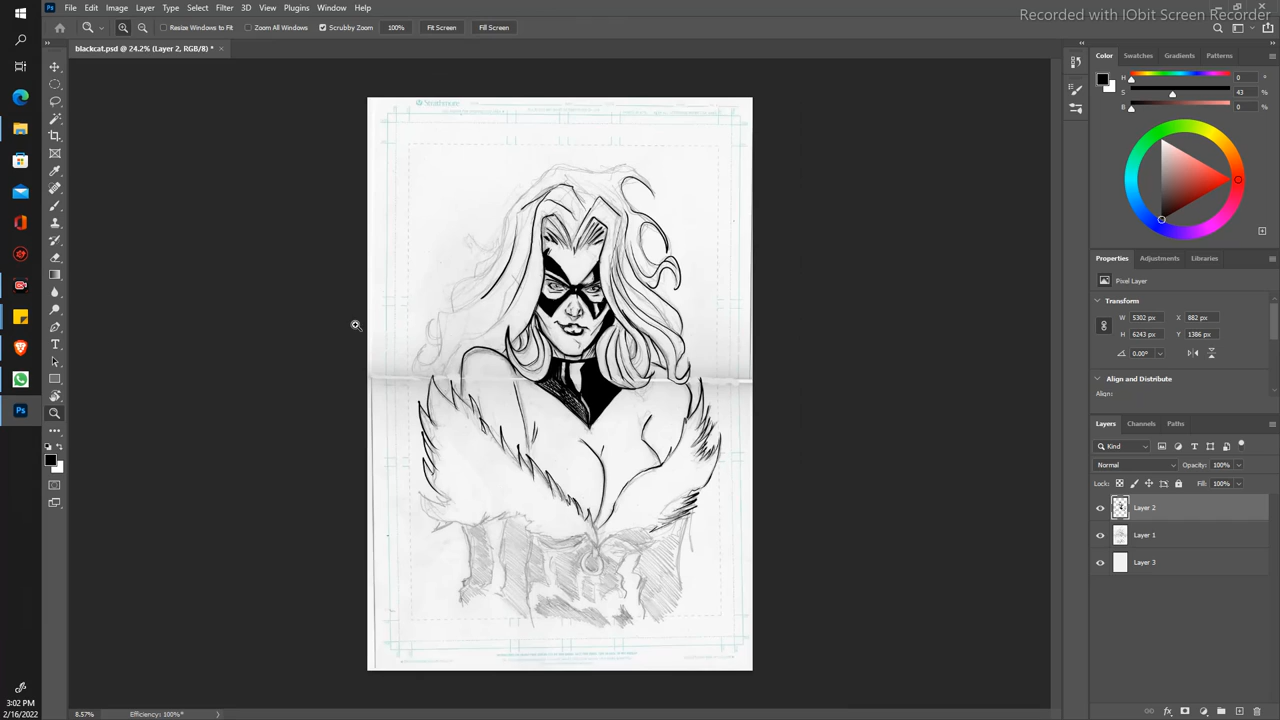 Recorded with IObit Screen Recorder
File Edit Image Layer Type Select Filter 3D View Plugins Window Help
Resize Windows to Fit Zoom All Windows Scrubby Zoom 100% Fit Screen Fill Screen
blackcat.psd @ 24.2% (Layer 2, RGB/8) *
Color Swatches Gradients Patterns
H 0 °
S
43 %
B
Properties Adjustments Libraries
Pixel Layer
Transform
W 5302 px X 882 px
H 6243 px Y 1386 px
0.00°
Align and Distribute
Align:
Layers Channels Paths
Kind
Normal Opacity: 100%
Lock: Fill: 100%
Layer 2
Layer 1
Layer 3
Strathmore
8.57% Efficiency: 100%*
3:02 PM
2/16/2022